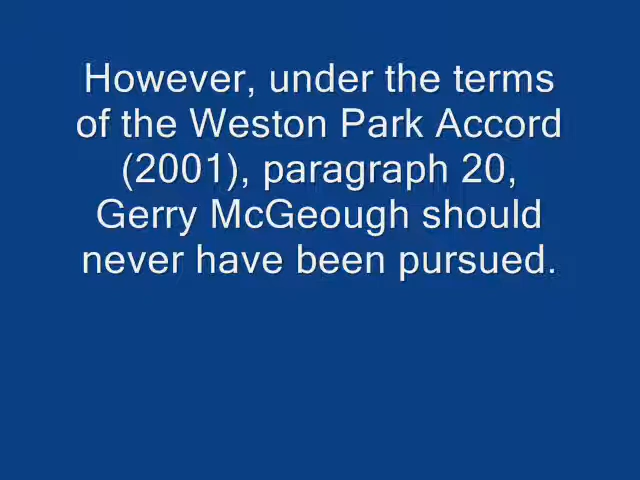 However, under the terms
of the Weston Park Accord
(2001), paragraph 20,
Gerry McGeough should
never have been pursued.